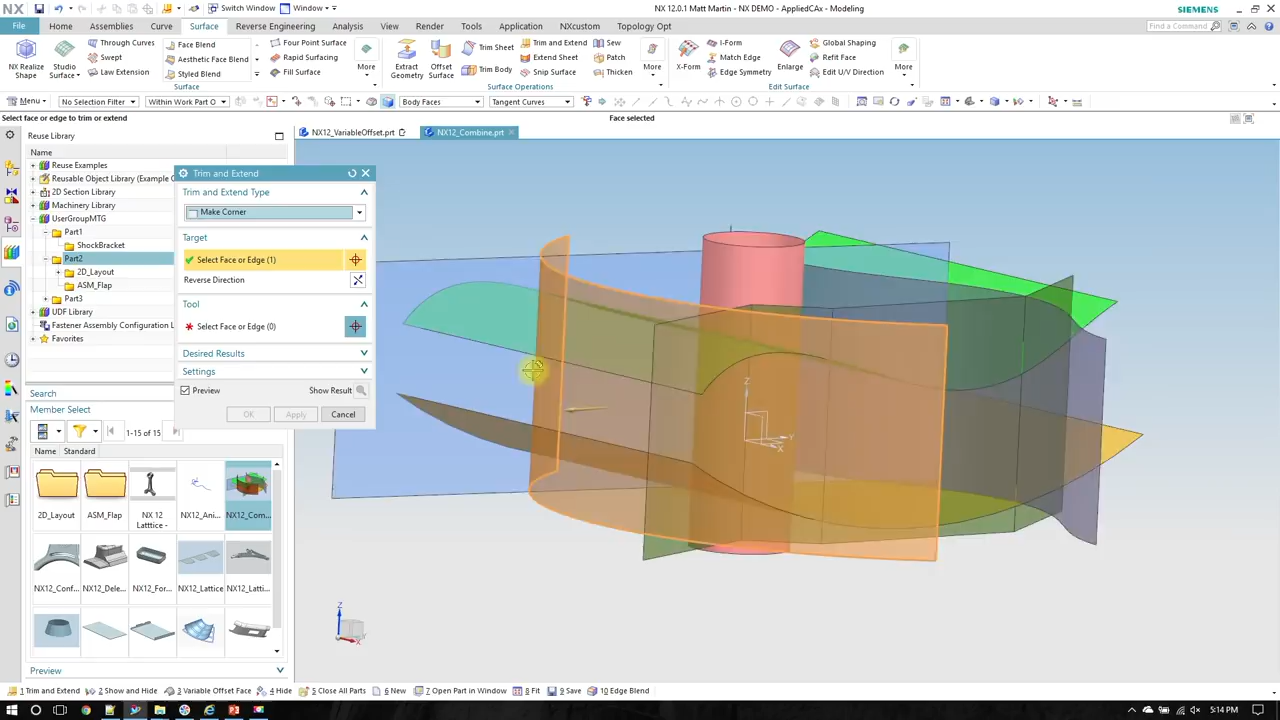 NX
Switch Window
Window
NX 12.0.1 Matt Martin - NX DEMO - AppliedCAx - Modeling
SIEMENS
File
Home
Assemblies
Curve
Surface
Reverse Engineering
Analysis
View
Render
Tools
Application
NXcustom
Topology Opt
Find a Command
NX Realize Shape
Studio Surface
Through Curves
Swept
Law Extension
Face Blend
Aesthetic Face Blend
Styled Blend
Four Point Surface
Rapid Surfacing
Fill Surface
More
Surface
Extract Geometry
Offset Surface
Trim Sheet
Trim Body
Trim and Extend
Extend Sheet
Snip Surface
Sew
Patch
Thicken
More
Surface Operations
X-Form
I-Form
Match Edge
Edge Symmetry
Enlarge
Global Shaping
Refit Face
Edit U/V Direction
More
Edit Surface
Menu
No Selection Filter
Within Work Part O
Body Faces
Tangent Curves
Select face or edge to trim or extend
Face selected
Reuse Library
NX12_VariableOffset.prt
NX12_Combine.prt
Name
Reuse Examples
Reusable Object Library (Example C
2D Section Library
Machinery Library
UserGroupMTG
Part1
ShockBracket
Part2
2D_Layout
ASM_Flap
Part3
UDF Library
Fastener Assembly Configuration L
Favorites
Trim and Extend
Trim and Extend Type
Make Corner
Target
Select Face or Edge (1)
Reverse Direction
Tool
* Select Face or Edge (0)
Desired Results
Settings
Preview
Show Result
OK
Apply
Cancel
Search
Member Select
1-15 of 15
Name
Standard
2D_Layout
ASM_Flap
NX 12 Latttice -
NX12_Ani...
NX12_Com...
NX12_Conf...
NX12_Dele...
NX12_For...
NX12_Lattice
NX12_Latti...
Preview
Z
Y
X
Z
Y
X
1 Trim and Extend
2 Show and Hide
3 Variable Offset Face
4 Hide
5 Close All Parts
6 New
7 Open Part in Window
8 Fit
9 Save
10 Edge Blend
5:14 PM